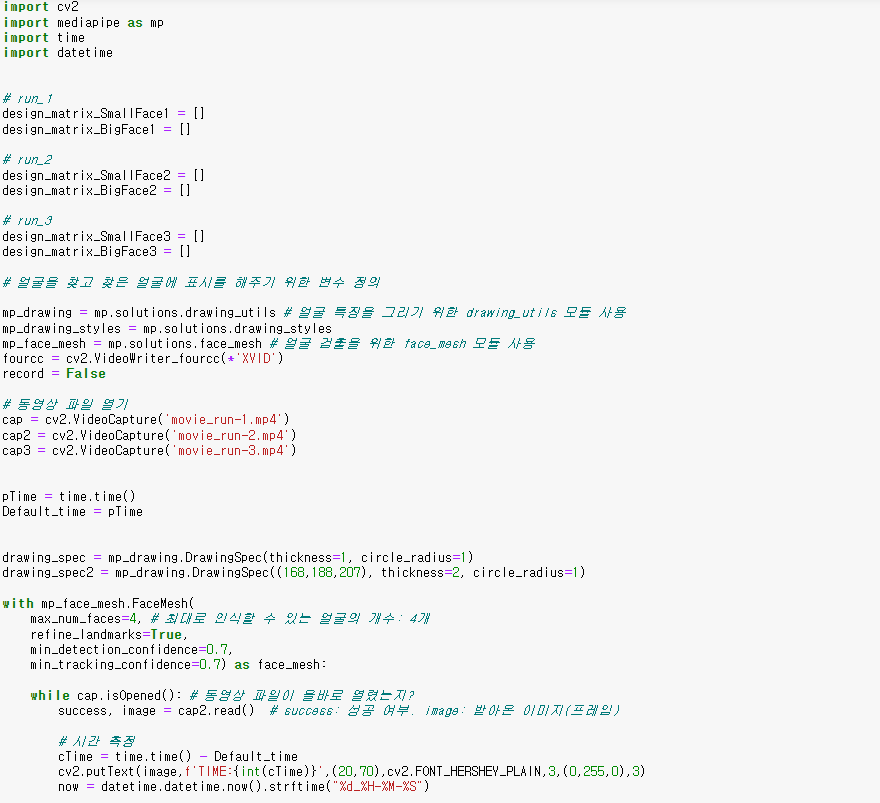 import cv2
import mediapipe as mp
import time
import datetime
# run_1
design_matrix_SmallFace1 = []
design_matrix_BigFace1 = []
# run_2
design_matrix_SmallFace2 = []
design_matrix_BigFace2 = []
# run_3
design_matrix_SmallFace3 = []
design_matrix_BigFace3 = []
# 얼굴을 찾고 찾은 얼굴에 표시를 해주기 위한 변수 정의
mp_drawing = mp.solutions.drawing_utils # 얼굴 특징을 그리기 위한 drawing_utils 모듈 사용
mp_drawing_styles = mp.solutions.drawing_styles
mp_face_mesh = mp.solutions.face_mesh # 얼굴 검출을 위한 face_mesh 모듈 사용
fourcc = cv2.VideoWriter_fourcc(*'XVID')
record = False
# 동영상 파일 열기
cap = cv2.VideoCapture('movie_run-1.mp4')
cap2 = cv2.VideoCapture('movie_run-2.mp4')
cap3 = cv2.VideoCapture('movie_run-3.mp4')
pTime = time.time()
Default_time = pTime
drawing_spec = mp_drawing.DrawingSpec(thickness=1, circle_radius=1)
drawing_spec2 = mp_drawing.DrawingSpec((168,188,207), thickness=2, circle_radius=1)
with mp_face_mesh.FaceMesh(
    max_num_faces=4, # 최대로 인식할 수 있는 얼굴의 개수: 4개
    refine_landmarks=True,
    min_detection_confidence=0.7,
    min_tracking_confidence=0.7) as face_mesh:
    while cap.isOpened(): # 동영상 파일이 올바로 열렸는지?
        success, image = cap2.read()  # success: 성공 여부. image: 받아온 이미지(프레임)
        # 시간 측정
        cTime = time.time() - Default_time
        cv2.putText(image,f'TIME:{int(cTime)}',(20,70),cv2.FONT_HERSHEY_PLAIN,3,(0,255,0),3)
        now = datetime.datetime.now().strftime("%d_%H-%M-%S")